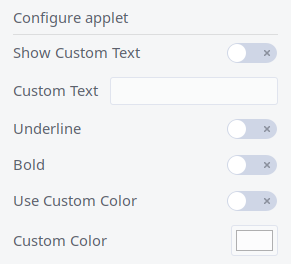 Configure applet
Show Custom Text
Custom Text
Underline
Bold
Use Custom Color
Custom Color